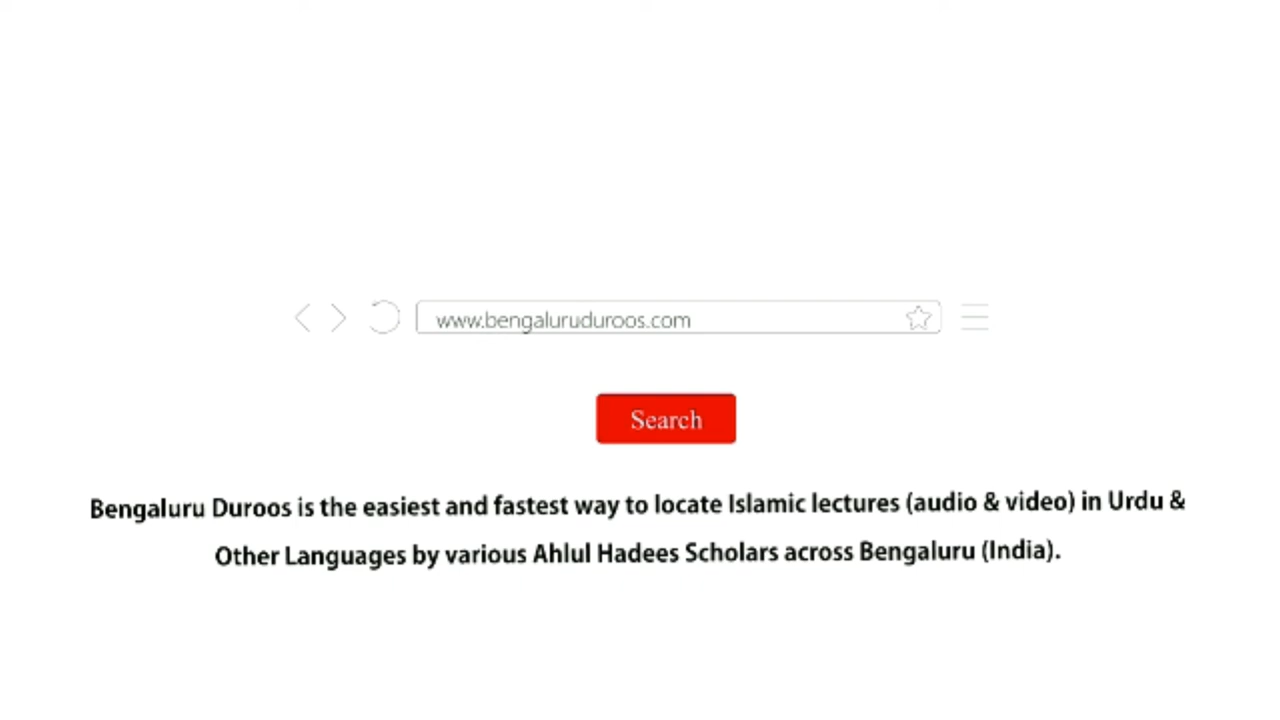 www.bengaluruduroos.com
Search
Bengaluru Duroos is the easiest and fastest way to locate Islamic lectures (audio & video) in Urdu &
Other Languages by various Ahlul Hadees Scholars across Bengaluru (India).